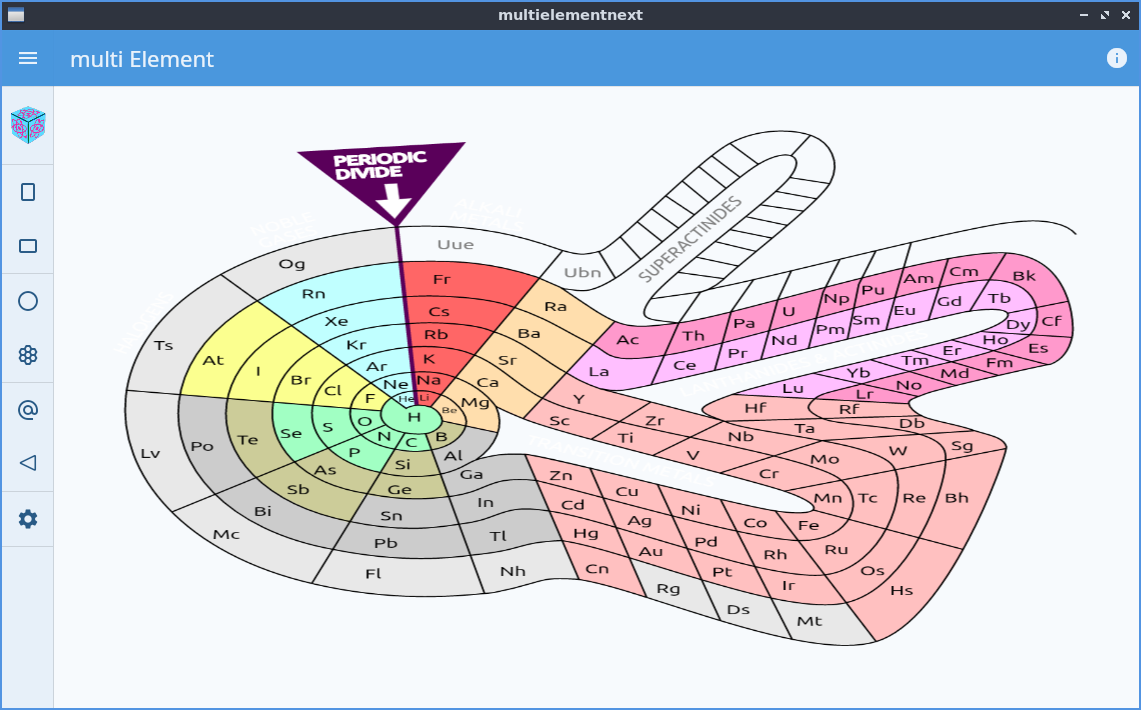 multielementnext
multi Element
PERIODIC
DIVIDE
NOBLE
GASES
ALKALI
METALS
HALOGENS
SUPERACTINIDES
LANTHANIDES & ACTINIDES
TRANSITION METALS
Uue
Ubn
Og
Rn
Xe
Kr
Ar
Ne
He
Fr
Cs
Rb
K
Na
Li
H
Ra
Ba
Sr
Ca
Mg
Be
Ts
At
I
Br
Cl
F
Lv
Po
Te
Se
S
O
Mc
Bi
Sb
As
P
N
Fl
Pb
Sn
Ge
Si
C
Nh
Tl
In
Ga
Al
B
Ac
Th
Pa
U
Np
Pu
Am
Cm
Bk
Cf
Es
Fm
Md
No
Lr
La
Ce
Pr
Nd
Pm
Sm
Eu
Gd
Tb
Dy
Ho
Er
Tm
Yb
Lu
Y
Sc
Zr
Ti
Hf
Rf
Ta
Db
Nb
V
W
Sg
Mo
Cr
Mn
Tc
Re
Bh
Fe
Ru
Os
Hs
Zn
Cu
Ni
Co
Cd
Ag
Pd
Rh
Hg
Au
Pt
Ir
Cn
Rg
Ds
Mt